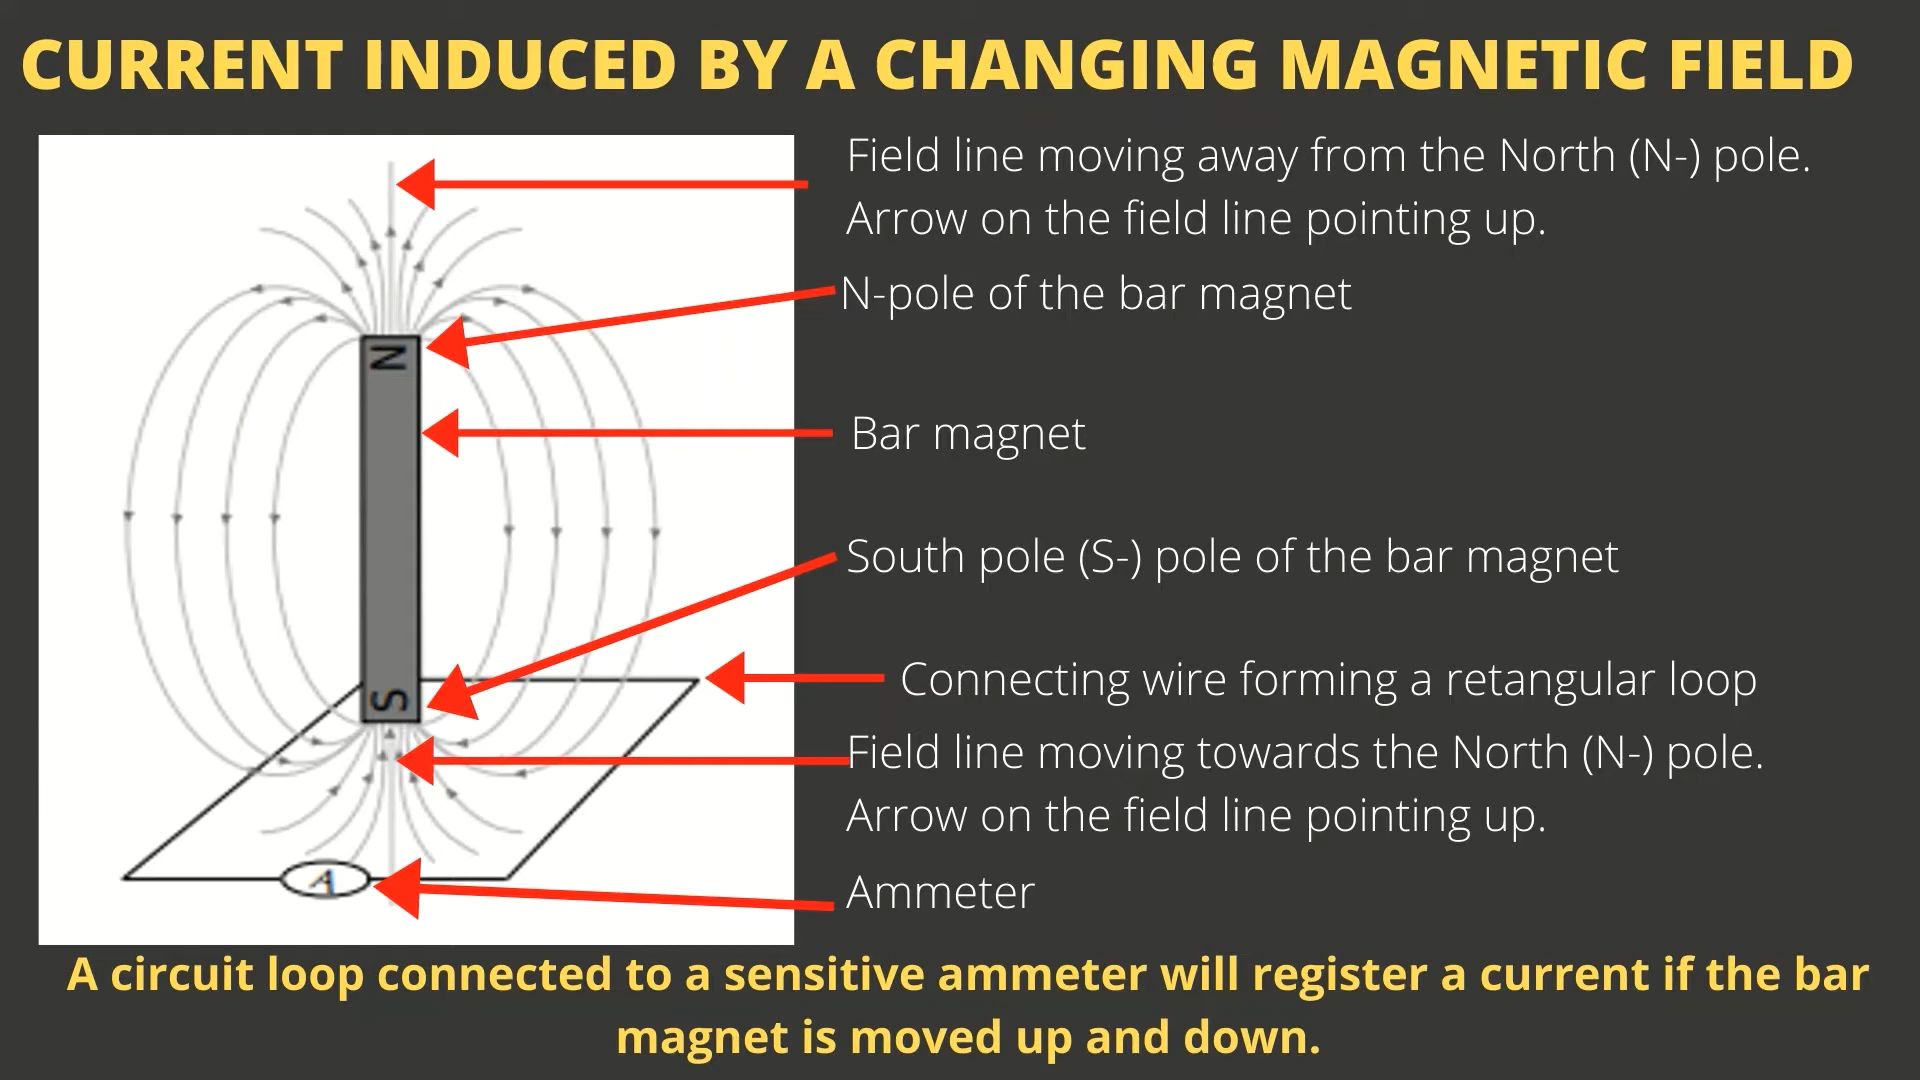 CURRENT INDUCED BY A CHANGING MAGNETIC FIELD
Field line moving away from the North (N-) pole.
Arrow on the field line pointing up.
N-pole of the bar magnet
N
Bar magnet
South pole (S-) pole of the bar magnet
Connecting wire forming a retangular loop
S
Field line moving towards the North (N-) pole.
Arrow on the field line pointing up.
A
Ammeter
A circuit loop connected to a sensitive ammeter will register a current if the bar
magnet is moved up and down.